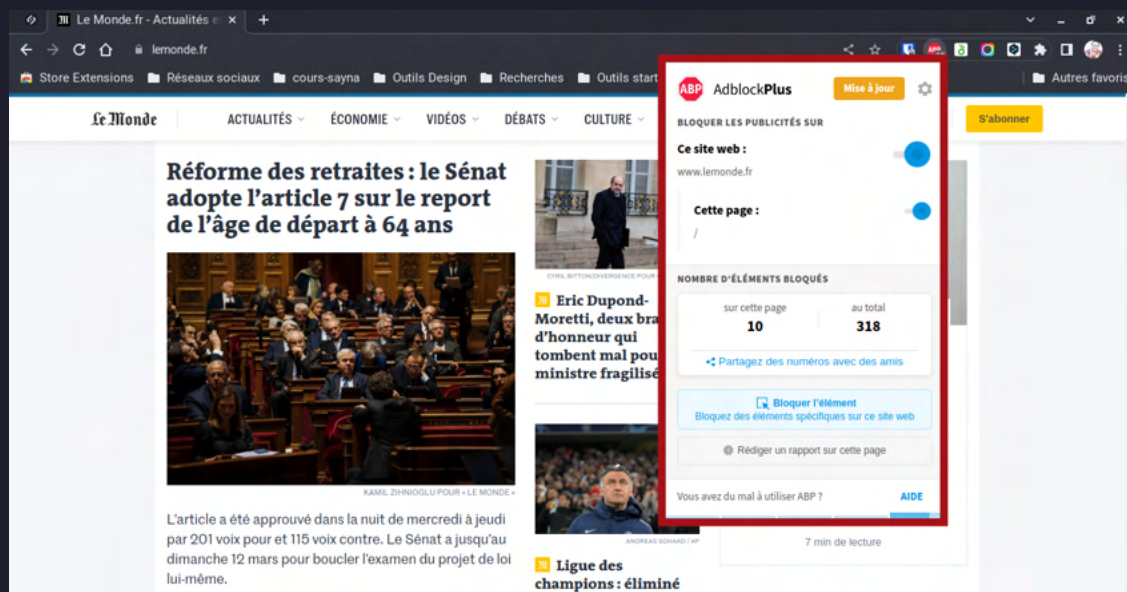 Le Monde.fr - Actualités e
lemonde.fr
Store Extensions
Réseaux sociaux
cours-sayna
Outils Design
Recherches
Outils start
Autres favoris
Le Monde
ACTUALITÉS
ÉCONOMIE
VIDÉOS
DÉBATS
CULTURE
S'abonner
Réforme des retraites : le Sénat
adopte l'article 7 sur le report
de l'âge de départ à 64 ans
KAMIL ZIHNIOGLU POUR « LE MONDE »
L'article a été approuvé dans la nuit de mercredi à jeudi
par 201 voix pour et 115 voix contre. Le Sénat a jusqu'au
dimanche 12 mars pour boucler l'examen du projet de loi
lui-même.
CYRIL BITTON/DIVERGENCE POUR
Eric Dupond-
Moretti, deux bra
d'honneur qui
tombent mal pou
ministre fragilisé
ANDREAS SCHAAD / AP
Ligue des
champions : éliminé
ABP
AdblockPlus
Mise à jour
BLOQUER LES PUBLICITÉS SUR
Ce site web :
www.lemonde.fr
Cette page :
/
NOMBRE D'ÉLÉMENTS BLOQUÉS
sur cette page
10
au total
318
Partagez des numéros avec des amis
Bloquer l'élément
Bloquez des éléments spécifiques sur ce site web
Rédiger un rapport sur cette page
Vous avez du mal à utiliser ABP ?
AIDE
7 min de lecture